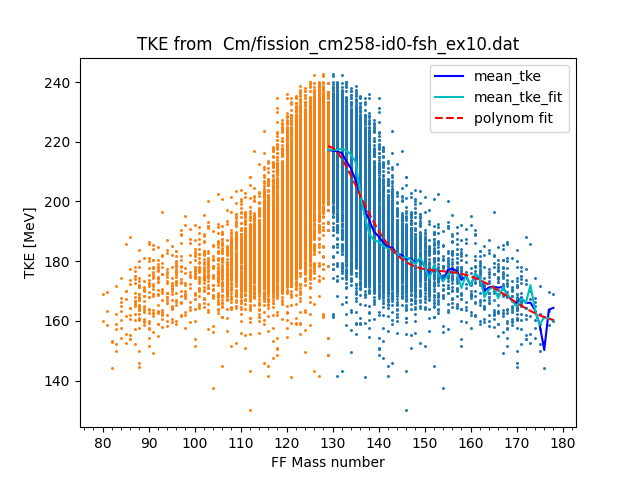 TKE from  Cm/fission_cm258-id0-fsh_ex10.dat
mean_tke
mean_tke_fit
polynom fit
TKE [MeV]
240
220
200
180
160
140
80 90 100 110 120 130 140 150 160 170 180
FF Mass number